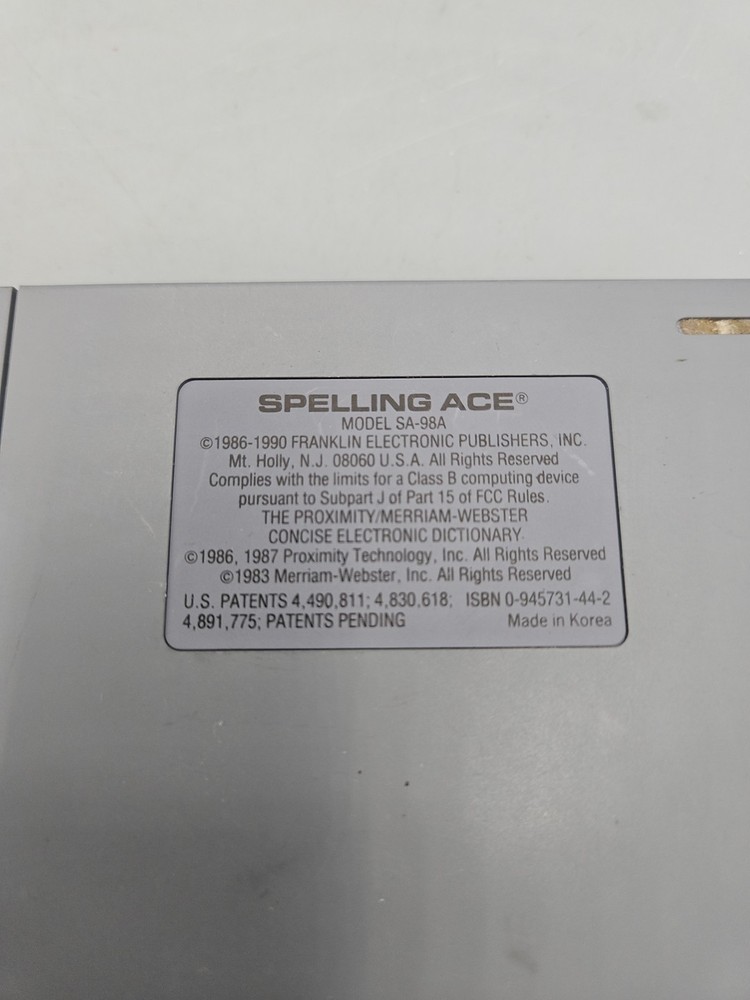 SPELLING ACE®
MODEL SA-98A
©1986-1990 FRANKLIN ELECTRONIC PUBLISHERS, INC.
Mt. Holly, N.J. 08060 U.S.A. All Rights Reserved
Complies with the limits for a Class B computing device
pursuant to Subpart J of Part 15 of FCC Rules.
THE PROXIMITY/MERRIAM-WEBSTER
CONCISE ELECTRONIC DICTIONARY
©1986, 1987 Proximity Technology, Inc. All Rights Reserved
©1983 Merriam-Webster, Inc. All Rights Reserved
U.S. PATENTS 4,490,811; 4,830,618; ISBN 0-945731-44-2
4,891,775; PATENTS PENDING Made in Korea